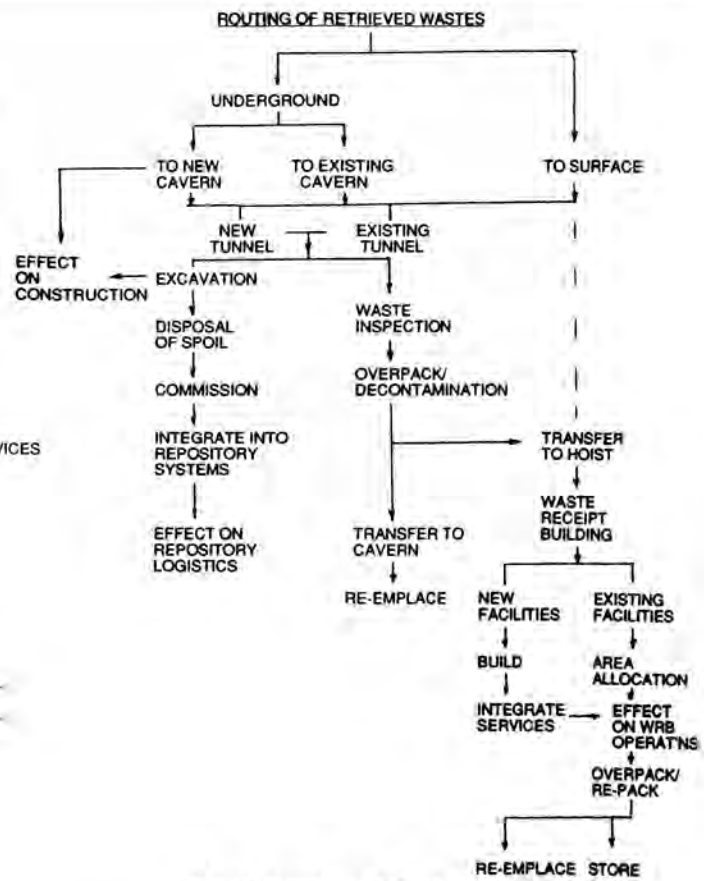 ROUTING OF RETRIEVED WASTES
UNDERGROUND
TO NEW
CAVERN
TO EXISTING
CAVERN
TO SURFACE
NEW
TUNNEL
EXISTING
TUNNEL
EFFECT
ON
CONSTRUCTION
EXCAVATION
DISPOSAL
OF SPOIL
WASTE
INSPECTION
COMMISSION
OVERPACK/
DECONTAMINATION
VICES
INTEGRATE INTO
REPOSITORY
SYSTEMS
TRANSFER
TO HOIST
WASTE
RECEIPT
BUILDING
EFFECT ON
REPOSITORY
LOGISTICS
TRANSFER TO
CAVERN
RE-EMPLACE
NEW
FACILITIES
EXISTING
FACILITIES
BUILD
AREA
ALLOCATION
INTEGRATE
SERVICES
EFFECT
ON WRB
OPERAT'NS
OVERPACK/
RE-PACK
RE-EMPLACE
STORE